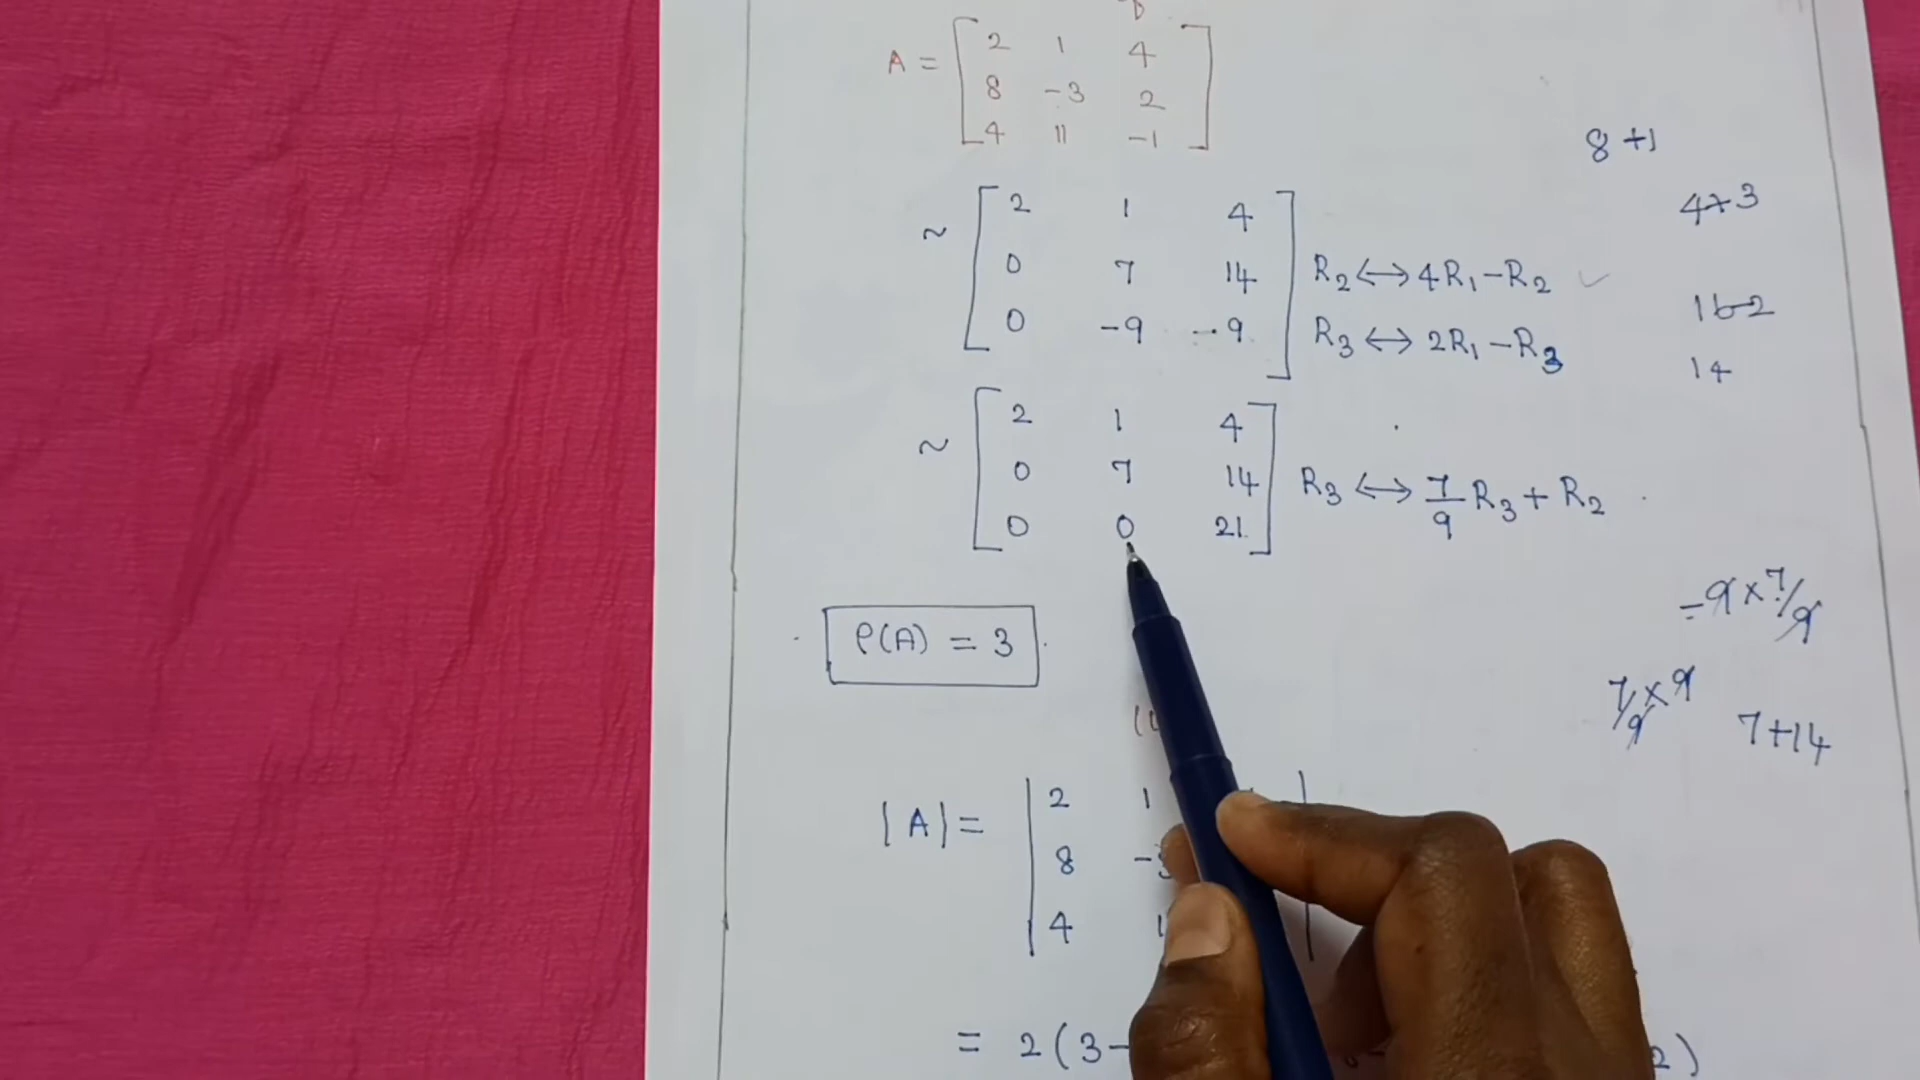 A = [ 2 1 4
8 -3 2
4 11 -1 ]
8 + 1
4+3
~ [ 2 1 4
0 7 14
0 -9 -9 ]
R2 ↔ 4R1 - R2
R3 ↔ 2R1 - R3
16-2
14
~ [ 2 1 4
0 7 14
0 0 21 ]
R3 ↔ 7/9 R3 + R2
-9 × 7/9
ρ(A) = 3
7/9 × 9
7+14
|A| = | 2 1
8
4
= 2(3-
2)